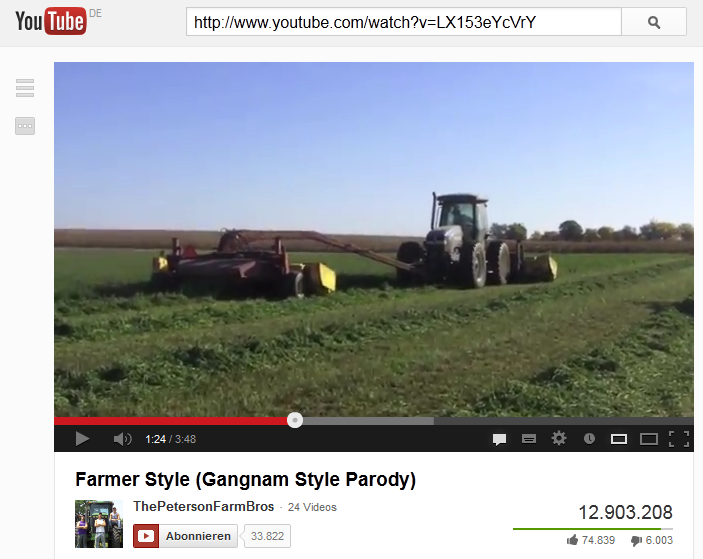 YouTube DE
http://www.youtube.com/watch?v=LX153eYcVrY
1:24 / 3:48
Farmer Style (Gangnam Style Parody)
ThePetersonFarmBros · 24 Videos
Abonnieren 33.822
12.903.208
74.839 6.003